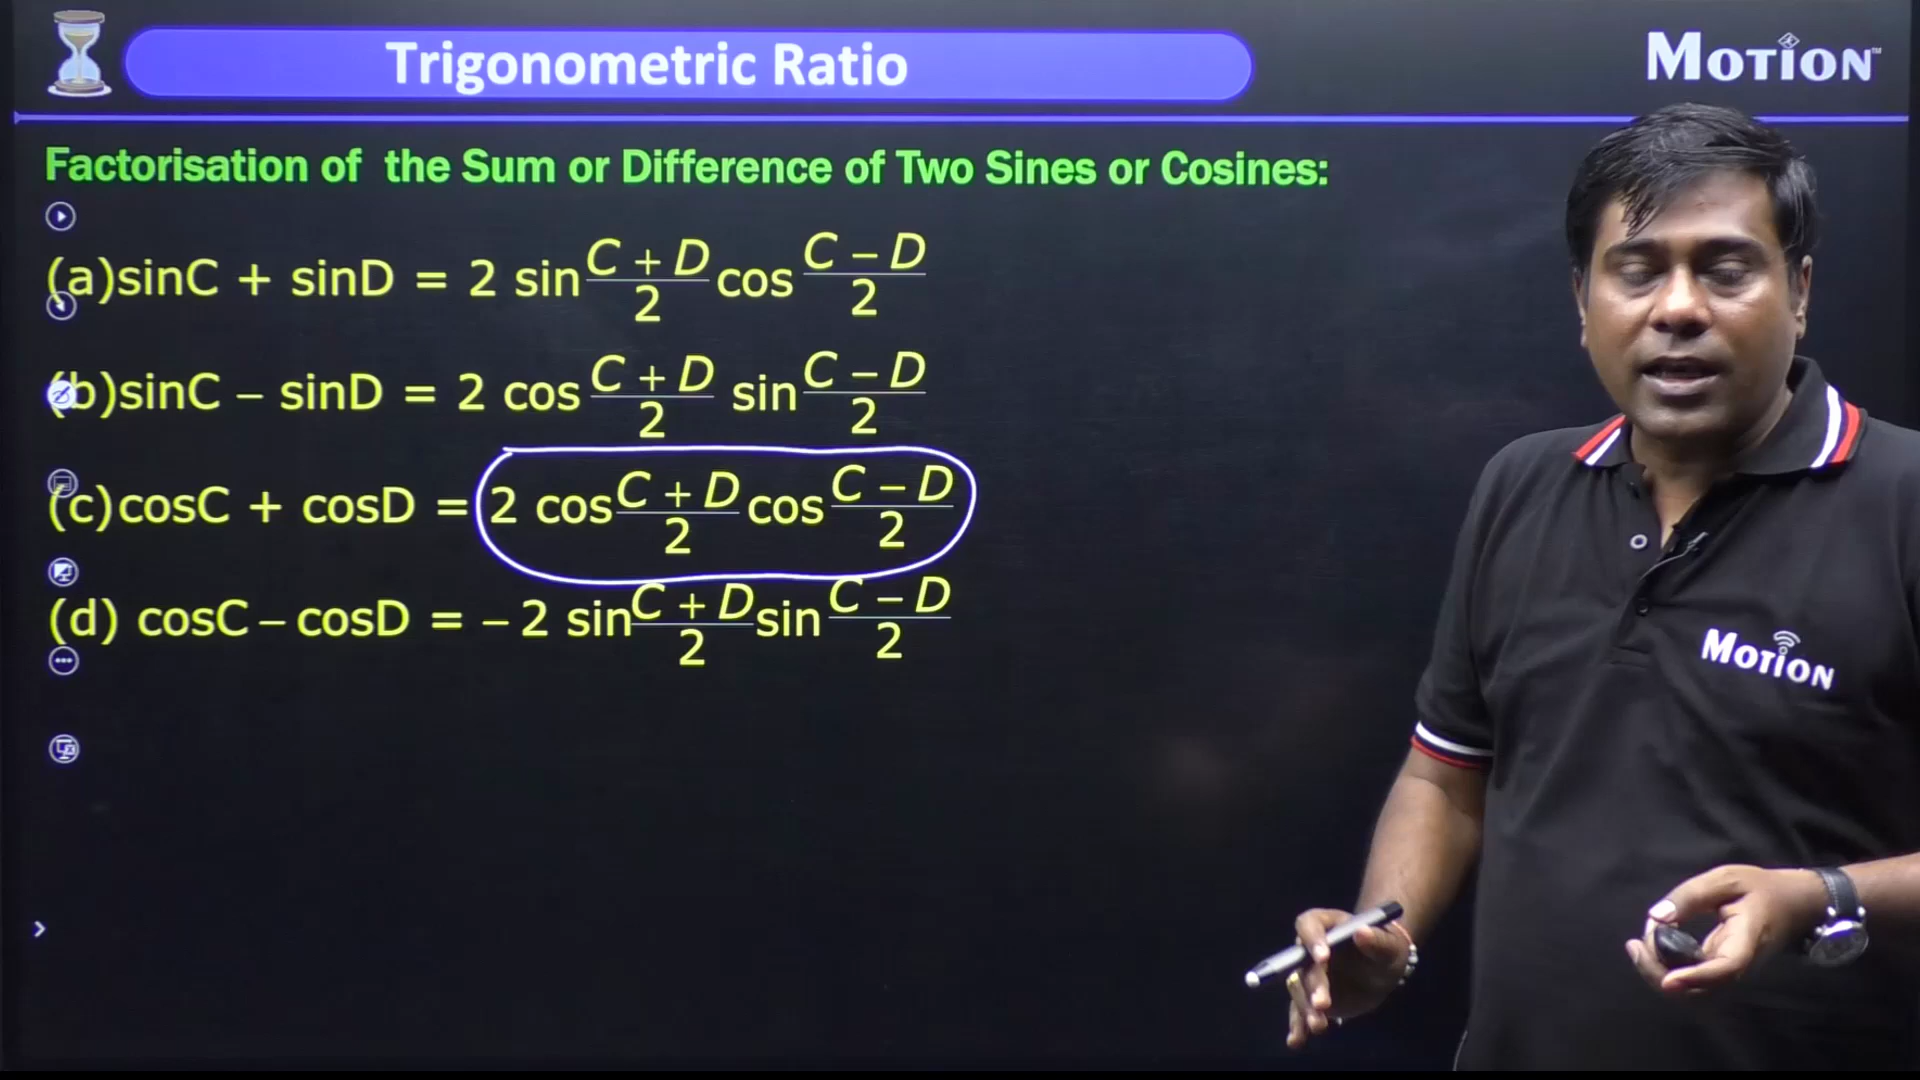 Trigonometric Ratio
MOTION™
Factorisation of the Sum or Difference of Two Sines or Cosines:
(a)sinC + sinD = 2 sin (C + D)/2 cos (C – D)/2
(b)sinC – sinD = 2 cos (C + D)/2 sin (C – D)/2
(c)cosC + cosD = 2 cos (C + D)/2 cos (C – D)/2
(d) cosC – cosD = – 2 sin (C + D)/2 sin (C – D)/2
MOTION